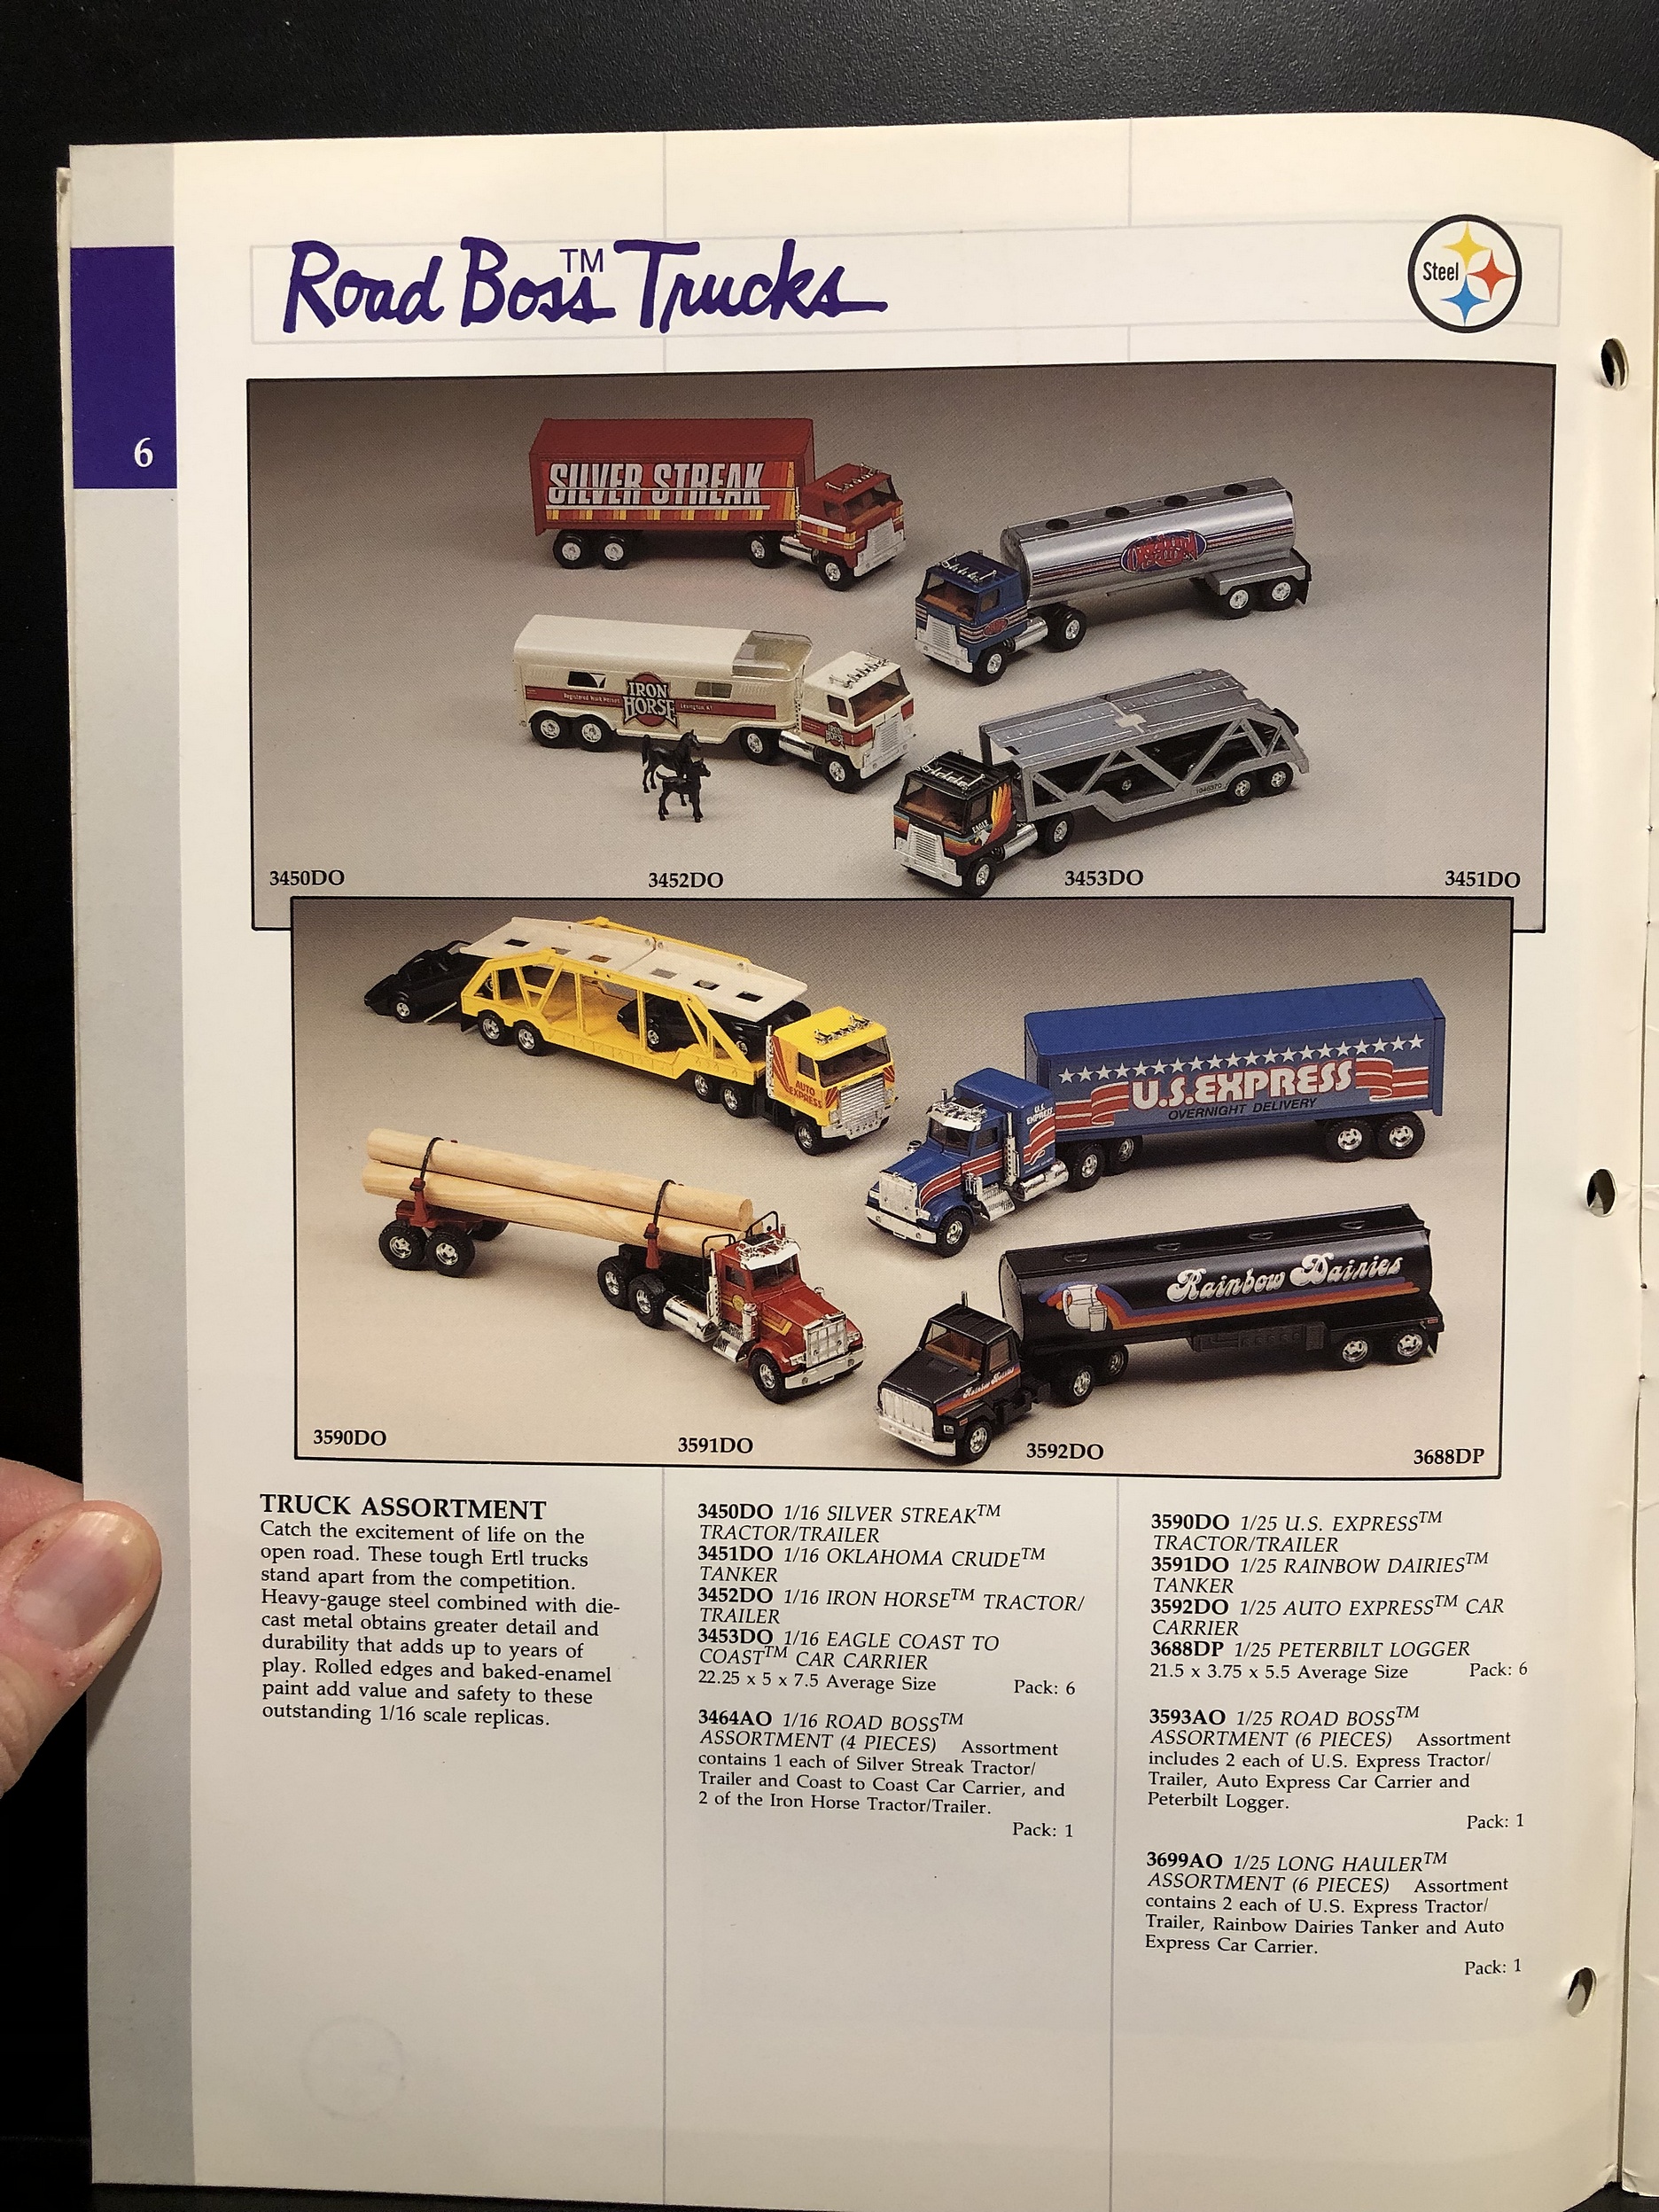 Road Boss™ Trucks
Steel
6
SILVER STREAK
IRON
HORSE
Registered Work Horses
Lexington, KY
IRON
HORSE
EAGLE
3450DO
3452DO
3453DO
3451DO
AUTO
EXPRESS
U.S.EXPRESS
OVERNIGHT DELIVERY
U.S.
EXPRESS
Rainbow Dairies
Rainbow Dairies
3590DO
3591DO
3592DO
3688DP
TRUCK ASSORTMENT
Catch the excitement of life on the
open road. These tough Ertl trucks
stand apart from the competition.
Heavy-gauge steel combined with die-
cast metal obtains greater detail and
durability that adds up to years of
play. Rolled edges and baked-enamel
paint add value and safety to these
outstanding 1/16 scale replicas.
3450DO 1/16 SILVER STREAK™
TRACTOR/TRAILER
3451DO 1/16 OKLAHOMA CRUDE™
TANKER
3452DO 1/16 IRON HORSE™ TRACTOR/
TRAILER
3453DO 1/16 EAGLE COAST TO
COAST™ CAR CARRIER
22.25 x 5 x 7.5 Average Size Pack: 6
3464AO 1/16 ROAD BOSS™
ASSORTMENT (4 PIECES) Assortment
contains 1 each of Silver Streak Tractor/
Trailer and Coast to Coast Car Carrier, and
2 of the Iron Horse Tractor/Trailer.
Pack: 1
3590DO 1/25 U.S. EXPRESS™
TRACTOR/TRAILER
3591DO 1/25 RAINBOW DAIRIES™
TANKER
3592DO 1/25 AUTO EXPRESS™ CAR
CARRIER
3688DP 1/25 PETERBILT LOGGER
21.5 x 3.75 x 5.5 Average Size Pack: 6
3593AO 1/25 ROAD BOSS™
ASSORTMENT (6 PIECES) Assortment
includes 2 each of U.S. Express Tractor/
Trailer, Auto Express Car Carrier and
Peterbilt Logger.
Pack: 1
3699AO 1/25 LONG HAULER™
ASSORTMENT (6 PIECES) Assortment
contains 2 each of U.S. Express Tractor/
Trailer, Rainbow Dairies Tanker and Auto
Express Car Carrier.
Pack: 1